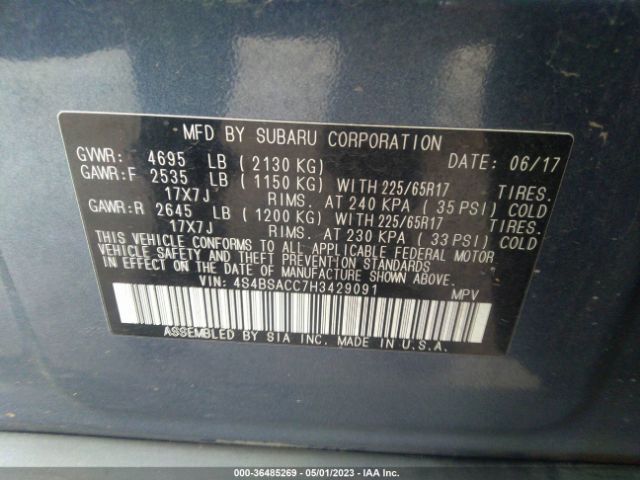 MFD BY SUBARU CORPORATION
GVWR: 4695 LB (2130 KG) DATE: 06/17
GAWR:F 2535 LB (1150 KG) WITH 225/65R17 TIRES.
17X7J RIMS. AT 240 KPA (35 PSI) COLD
GAWR:R 2645 LB (1200 KG) WITH 225/65R17 TIRES.
17X7J RIMS. AT 230 KPA (33 PSI) COLD
THIS VEHICLE CONFORMS TO ALL APPLICABLE FEDERAL MOTOR
VEHICLE SAFETY AND THEFT PREVENTION STANDARDS
IN EFFECT ON THE DATE OF MANUFACTURE SHOWN ABOVE.
VIN: 4S4BSACC7H3429091 MPV
ASSEMBLED BY SIA INC. MADE IN U.S.A.
000-36485269 - 05/01/2023 - IAA Inc.